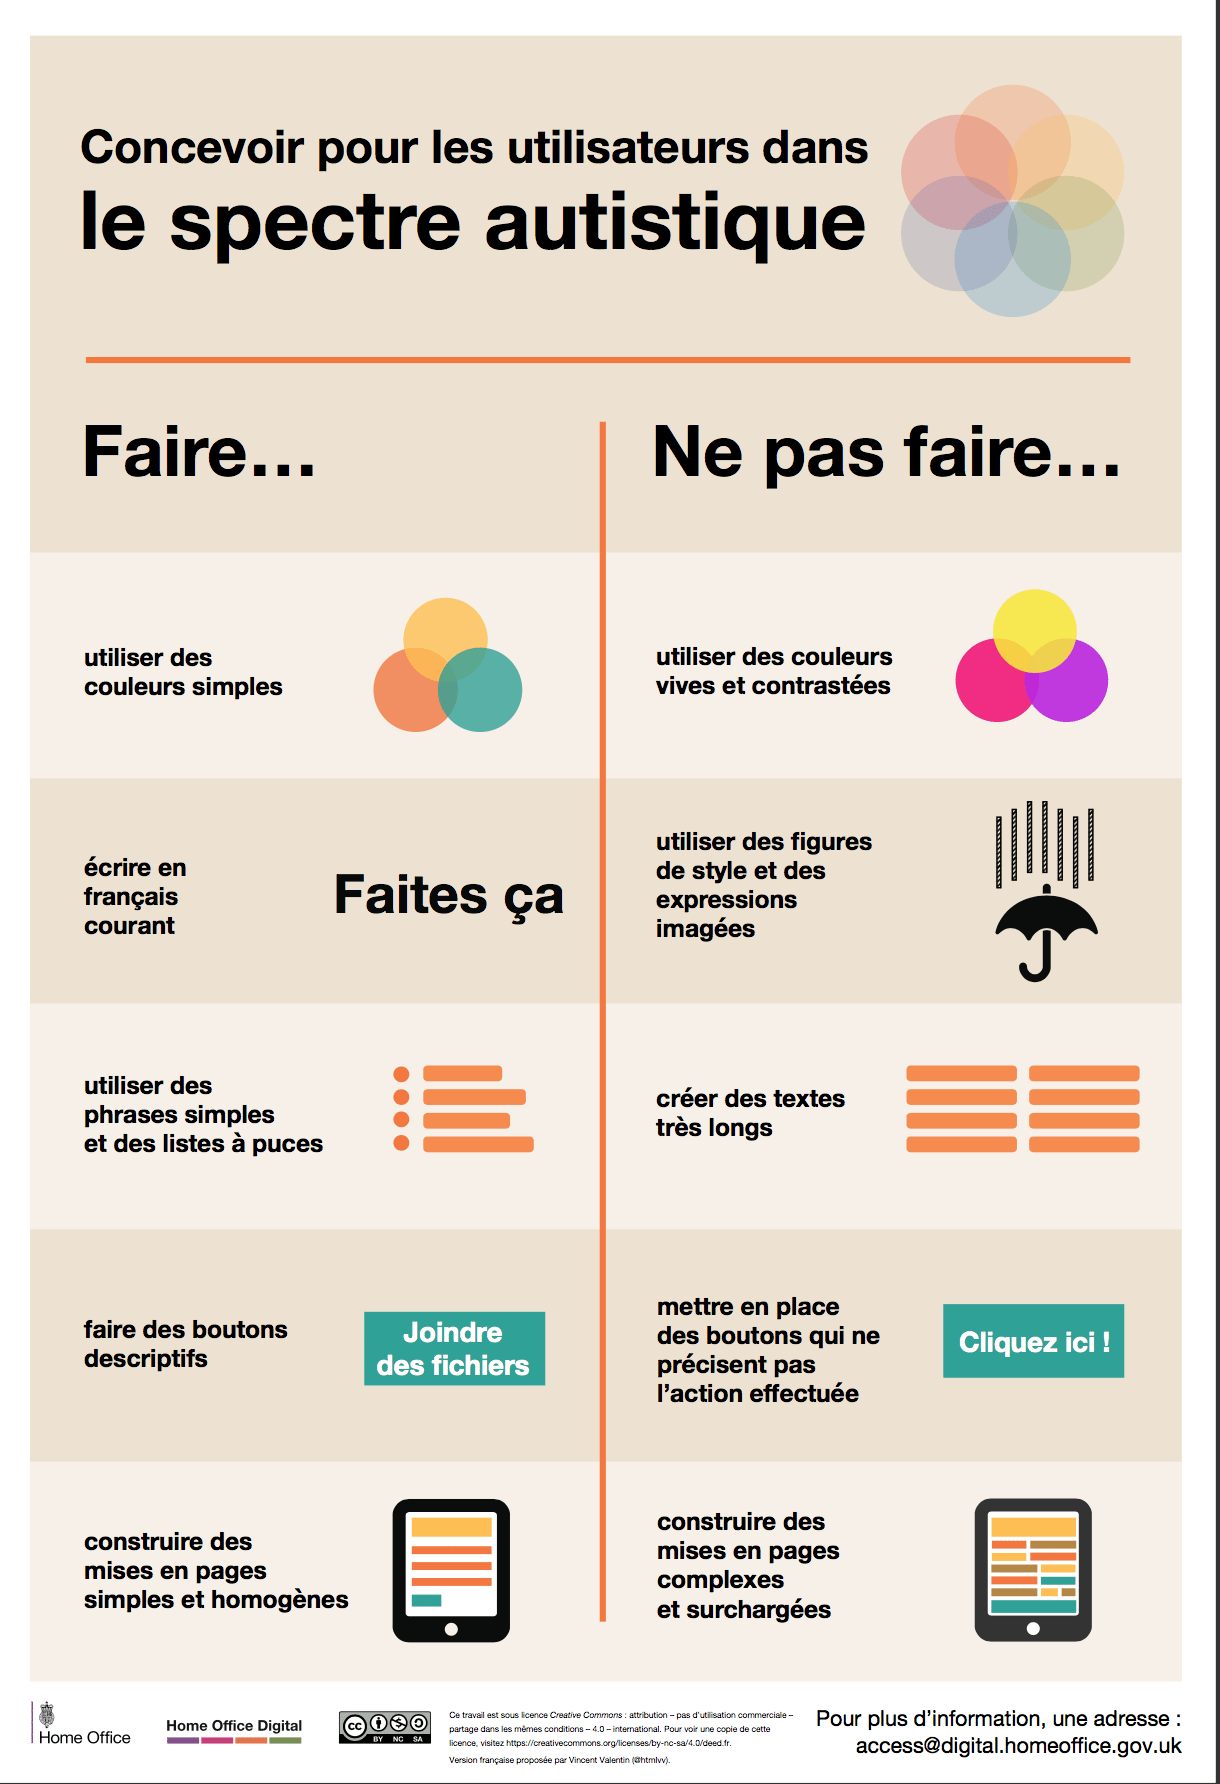 Concevoir pour les utilisateurs dans
le spectre autistique
Faire...
Ne pas faire...
utiliser des
couleurs simples
utiliser des couleurs
vives et contrastées
écrire en
français
courant
Faites ça
utiliser des figures
de style et des
expressions
imagées
utiliser des
phrases simples
et des listes à puces
créer des textes
très longs
faire des boutons
descriptifs
Joindre
des fichiers
mettre en place
des boutons qui ne
précisent pas
l’action effectuée
Cliquez ici !
construire des
mises en pages
simples et homogènes
construire des
mises en pages
complexes
et surchargées
Home Office
Home Office Digital
cc
BY NC SA
Ce travail est sous licence Creative Commons : attribution – pas d’utilisation commerciale –
partage dans les mêmes conditions – 4.0 – international. Pour voir une copie de cette
licence, visitez https://creativecommons.org/licenses/by-nc-sa/4.0/deed.fr.
Version française proposée par Vincent Valentin (@htmlvv).
Pour plus d’information, une adresse :
access@digital.homeoffice.gov.uk